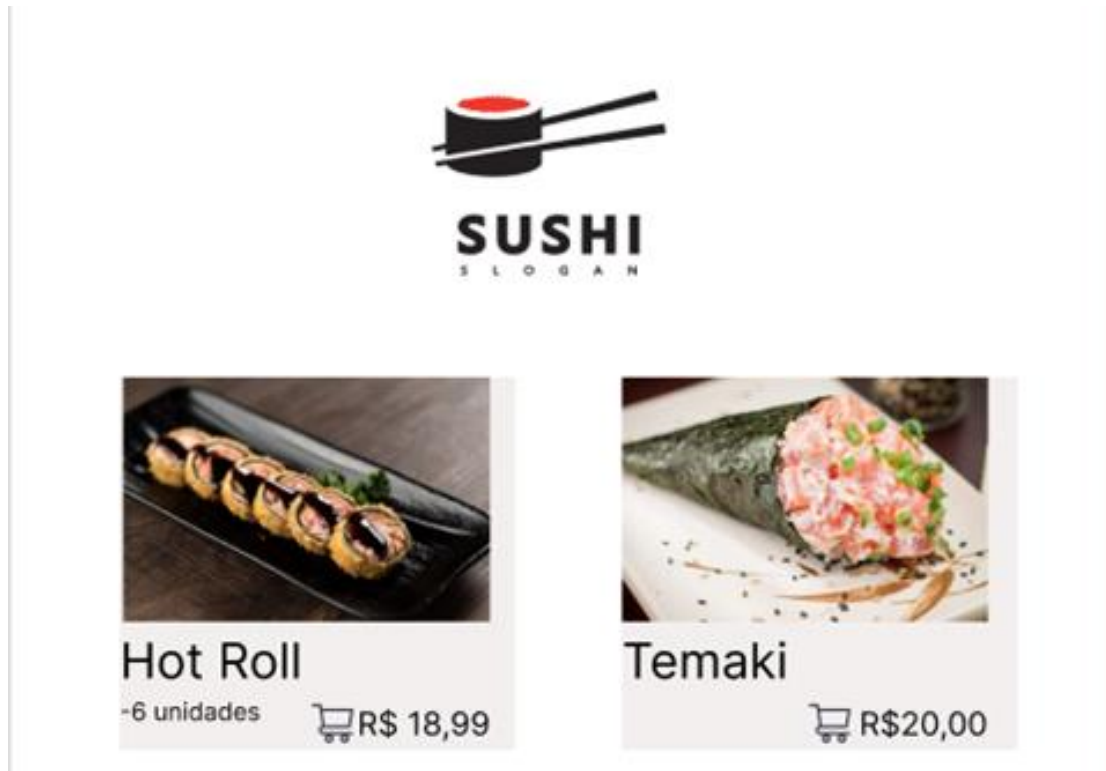 SUSHI
SLOGAN
Hot Roll
-6 unidades
R$ 18,99
Temaki
R$20,00